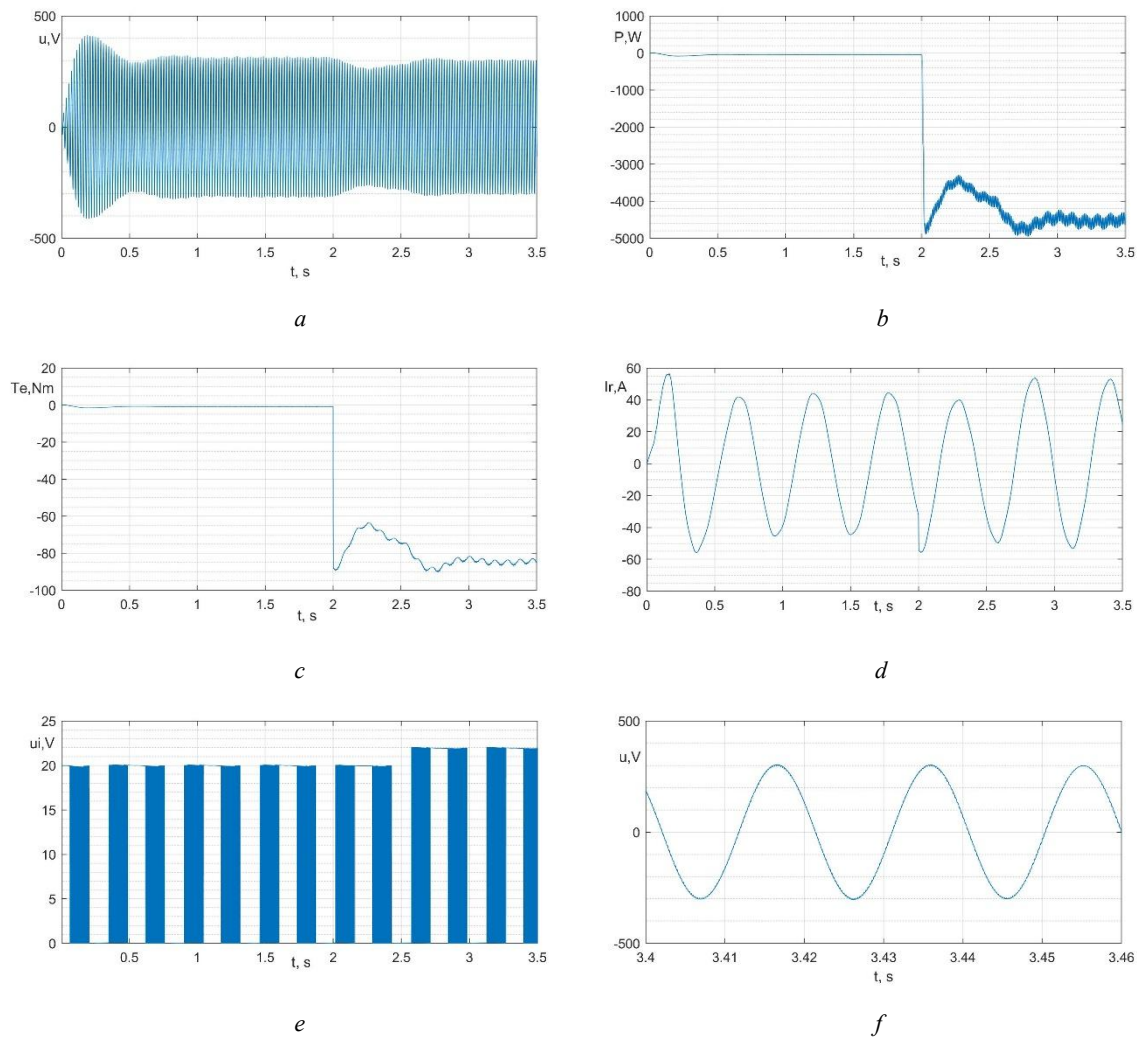 500
u,V
0
-500
0 0.5 1 1.5 2 2.5 3 3.5
t, s
a
1000
P,W
0
-1000
-2000
-3000
-4000
-5000
0 0.5 1 1.5 2 2.5 3 3.5
t, s
b
20
Te,Nm
0
-20
-40
-60
-80
-100
0 0.5 1 1.5 2 2.5 3 3.5
t, s
c
60
Ir,A
40
20
0
-20
-40
-60
-80
0 0.5 1 1.5 t, s 2 2.5 3 3.5
d
25
ui,V
20
15
10
5
0
0.5 1 1.5 2 2.5 3 3.5
t, s
e
500
u,V
0
-500
3.4 3.41 3.42 3.43 3.44 3.45 3.46
t, s
f